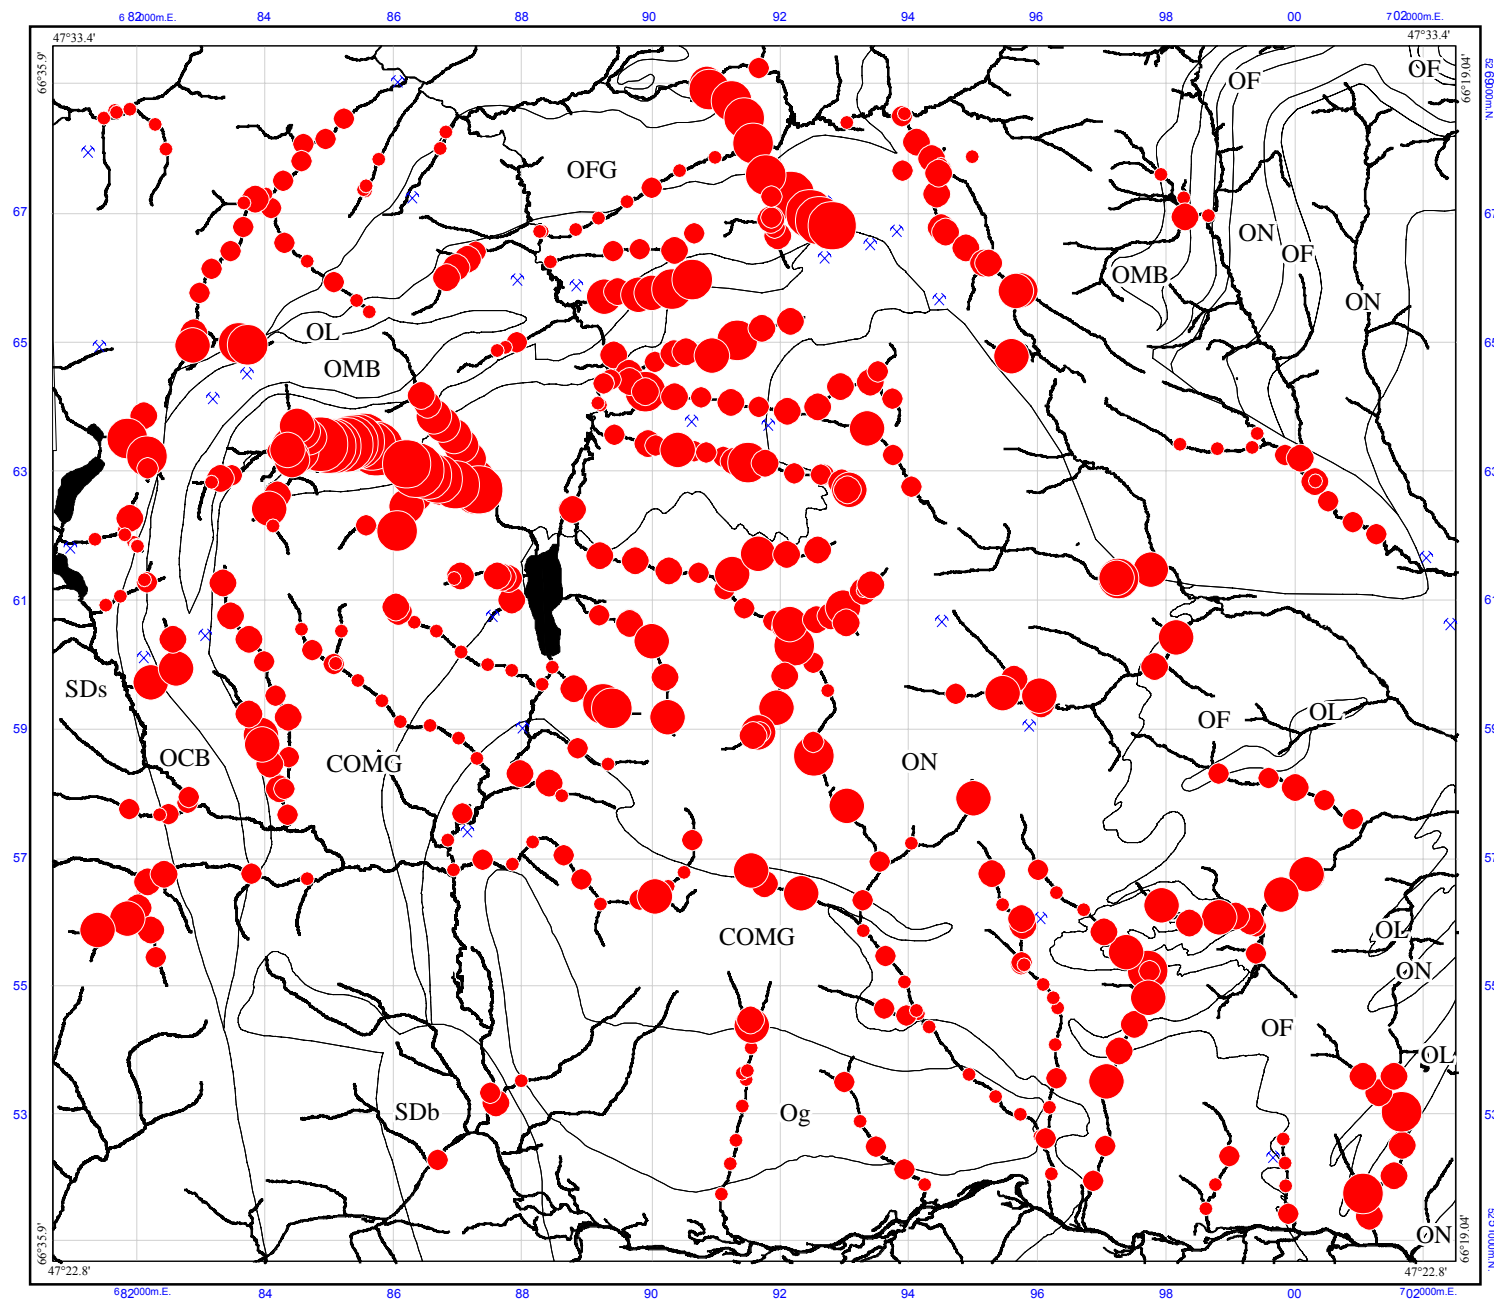 6 82000m.E. 84 86 88 90 92 94 96 98 00 7 02000m.E.
47°33.4' 47°33.4'
66°35.9' 66°19.04'
OF OF
OFG
67
ON
OF
OMB
ON
OL
65
OMB
63
61
SDs
OF OL
59
OCB COMG ON
57
OL
COMG
ON
55
OF
OL
53
SDb Og
ON
66°35.9' 66°19.04'
47°22.8' 47°22.8'
6 82000m.E. 84 86 88 90 92 94 96 98 00 7 02000m.E.